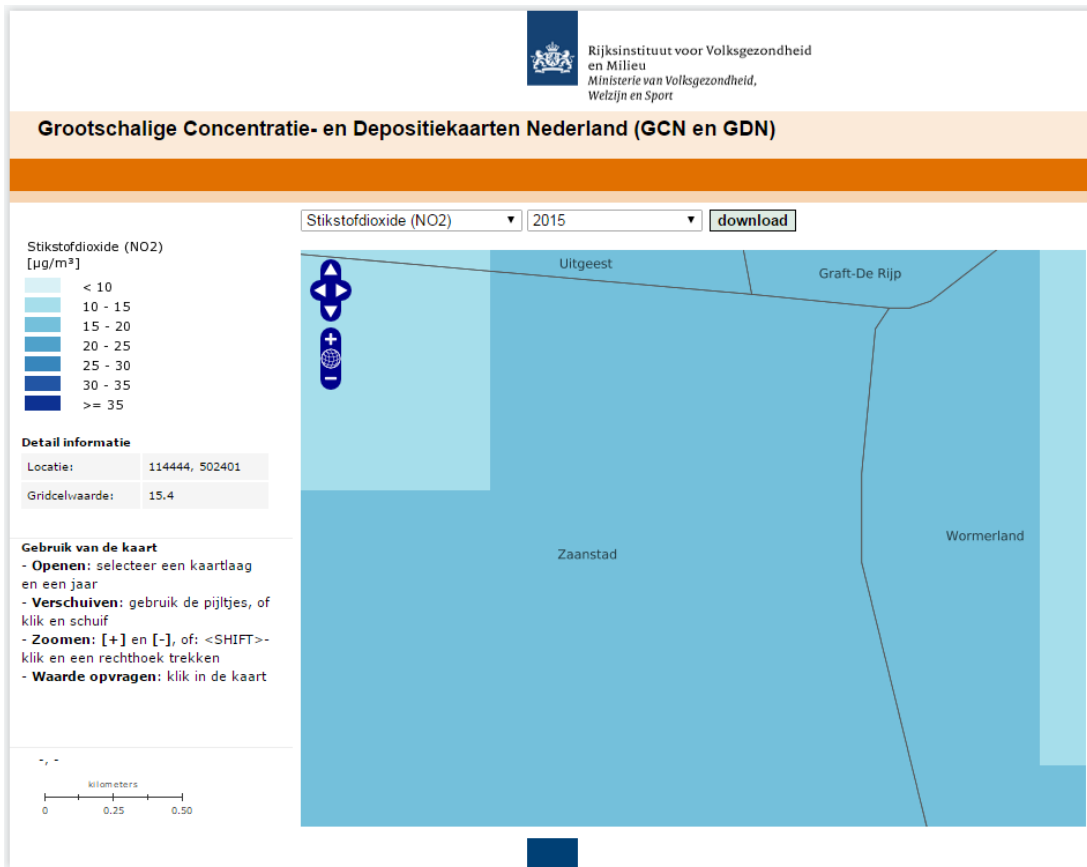 Rijksinstituut voor Volksgezondheid
en Milieu
Ministerie van Volksgezondheid,
Welzijn en Sport
Grootschalige Concentratie- en Depositiekaarten Nederland (GCN en GDN)
Stikstofdioxide (NO2) 2015 download
Stikstofdioxide (NO2)
[µg/m³]
< 10
10 - 15
15 - 20
20 - 25
25 - 30
30 - 35
>= 35
Detail informatie
Locatie: 114444, 502401
Gridcelwaarde: 15.4
Gebruik van de kaart
- Openen: selecteer een kaartlaag
en een jaar
- Verschuiven: gebruik de pijltjes, of
klik en schuif
- Zoomen: [+] en [-], of: <SHIFT>-
klik en een rechthoek trekken
- Waarde opvragen: klik in de kaart
-, -
kilometers
0 0.25 0.50
Uitgeest
Graft-De Rijp
Wormerland
Zaanstad